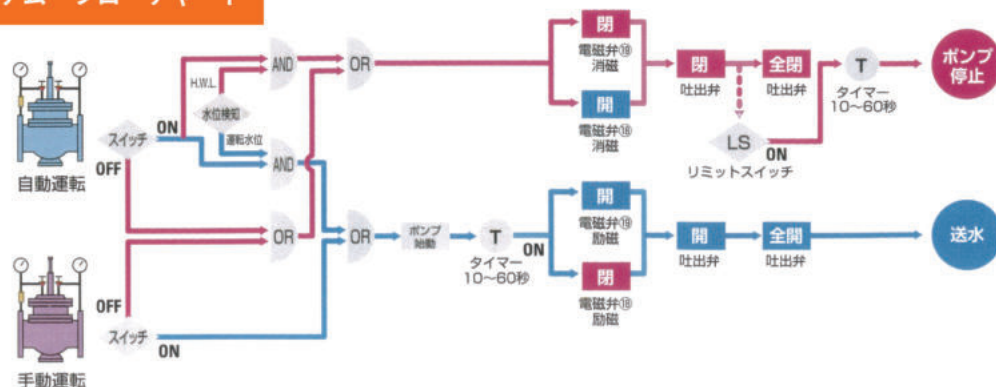 自動運転
スイッチ
ON
OFF
H.W.L.
水位検知
運転水位
AND
OR
AND
OR
OR
手動運転
スイッチ
OFF
ON
ポンプ
始動
T
タイマー
10〜60秒
ON
閉
電磁弁⑲
消磁
開
電磁弁⑱
消磁
閉
吐出弁
全閉
吐出弁
LS
ON
リミットスイッチ
T
タイマー
10〜60秒
ポンプ
停止
開
電磁弁⑲
励磁
閉
電磁弁⑱
励磁
開
吐出弁
全開
吐出弁
送水